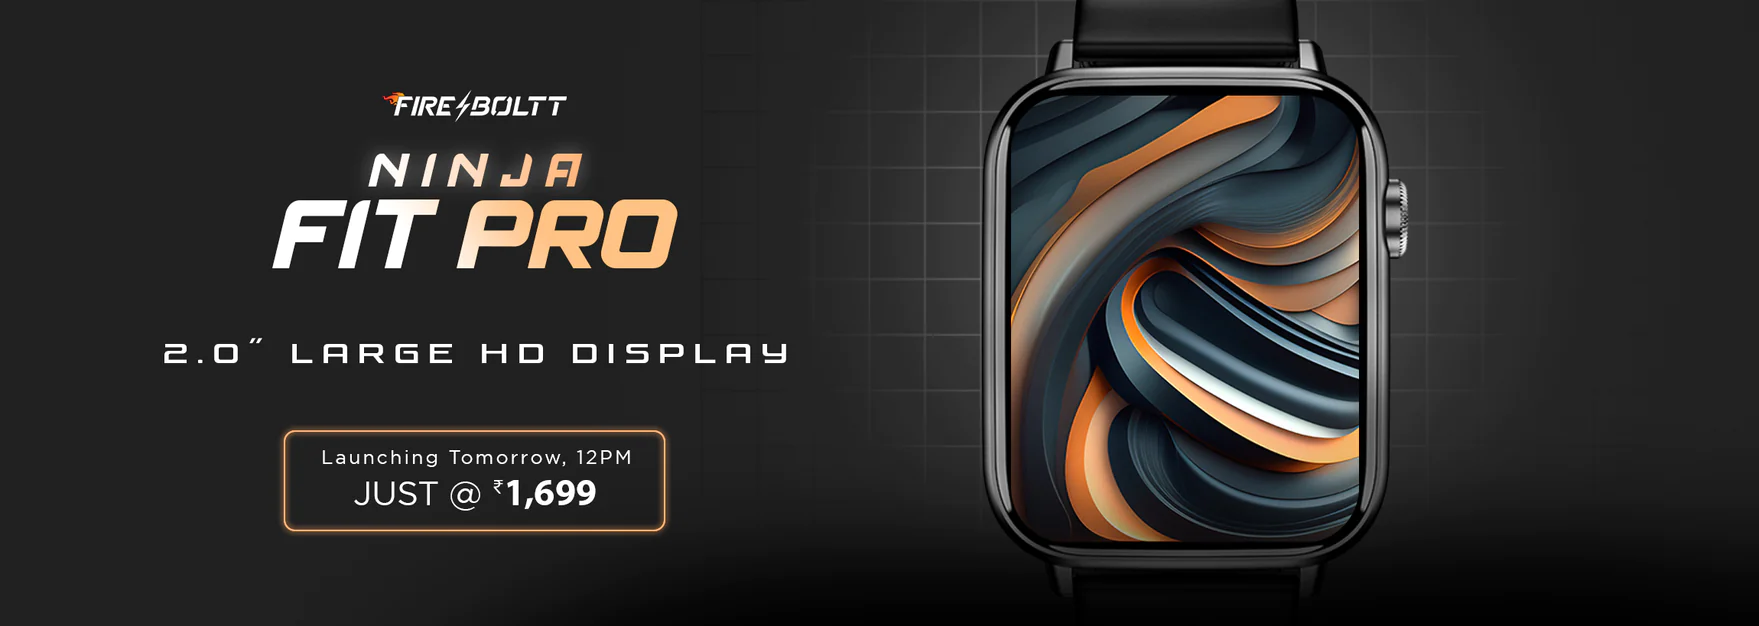 FIRE BOLTT
NINJA
FIT PRO
2.0" LARGE HD DISPLAY
Launching Tomorrow, 12PM
JUST @ ₹1,699